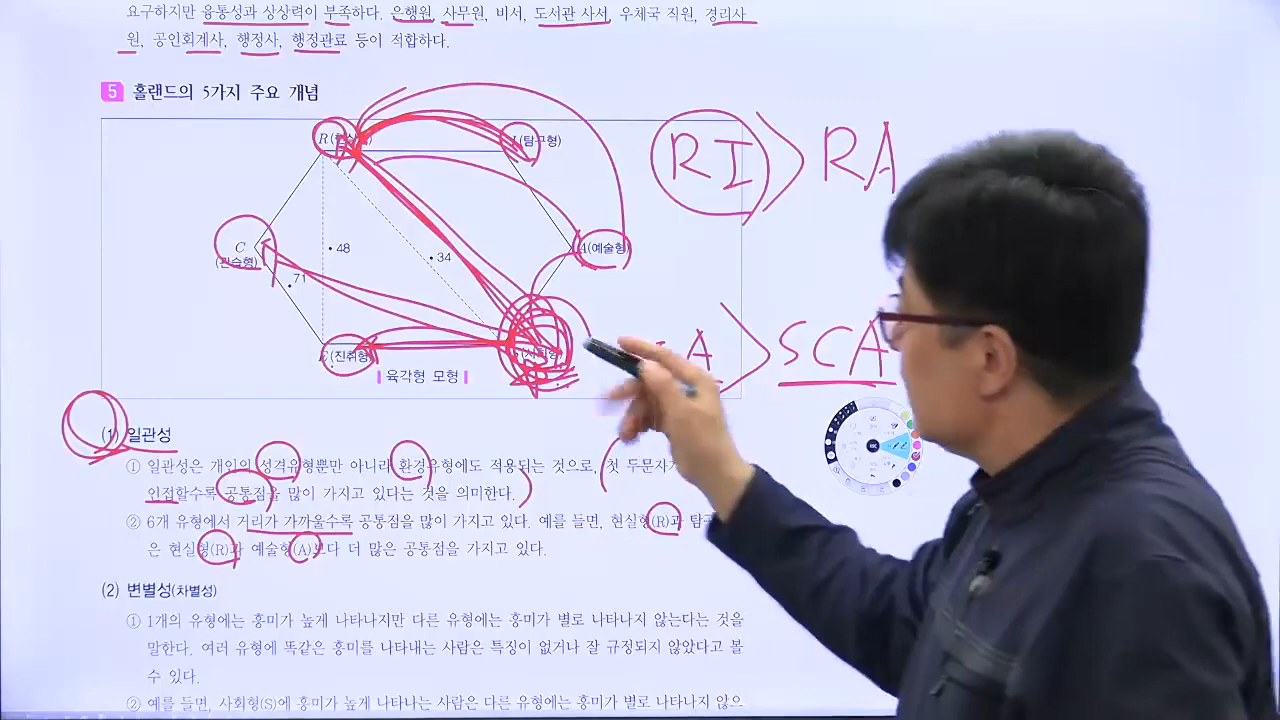 요구하지만 융통성과 상상력이 부족하다. 은행원, 사무원, 비서, 도서관 사서, 우체국 직원, 경리사
원, 공인회계사, 행정사, 행정관료 등이 적합하다.
5 홀랜드의 5가지 주요 개념
R(현실형)
I(탐구형)
RI > RA
C
(관습형)
48
34
A(예술형)
71
E(진취형)
S(사회형)
A > SCA
육각형 모형
(1) 일관성
① 일관성은 개인의 성격유형뿐만 아니라 환경유형에도 적용되는 것으로, 첫 두문자가
인접할수록 공통점을 많이 가지고 있다는 것을 의미한다.
② 6개 유형에서 거리가 가까울수록 공통점을 많이 가지고 있다. 예를 들면, 현실형(R)과 탐구
은 현실형(R)과 예술형(A)보다 더 많은 공통점을 가지고 있다.
(2) 변별성(차별성)
① 1개의 유형에는 흥미가 높게 나타나지만 다른 유형에는 흥미가 별로 나타나지 않는다는 것을
말한다. 여러 유형에 똑같은 흥미를 나타내는 사람은 특징이 없거나 잘 규정되지 않았다고 볼
수 있다.
② 예를 들면, 사회형(S)에 흥미가 높게 나타나는 사람은 다른 유형에는 흥미가 별로 나타나지 않으